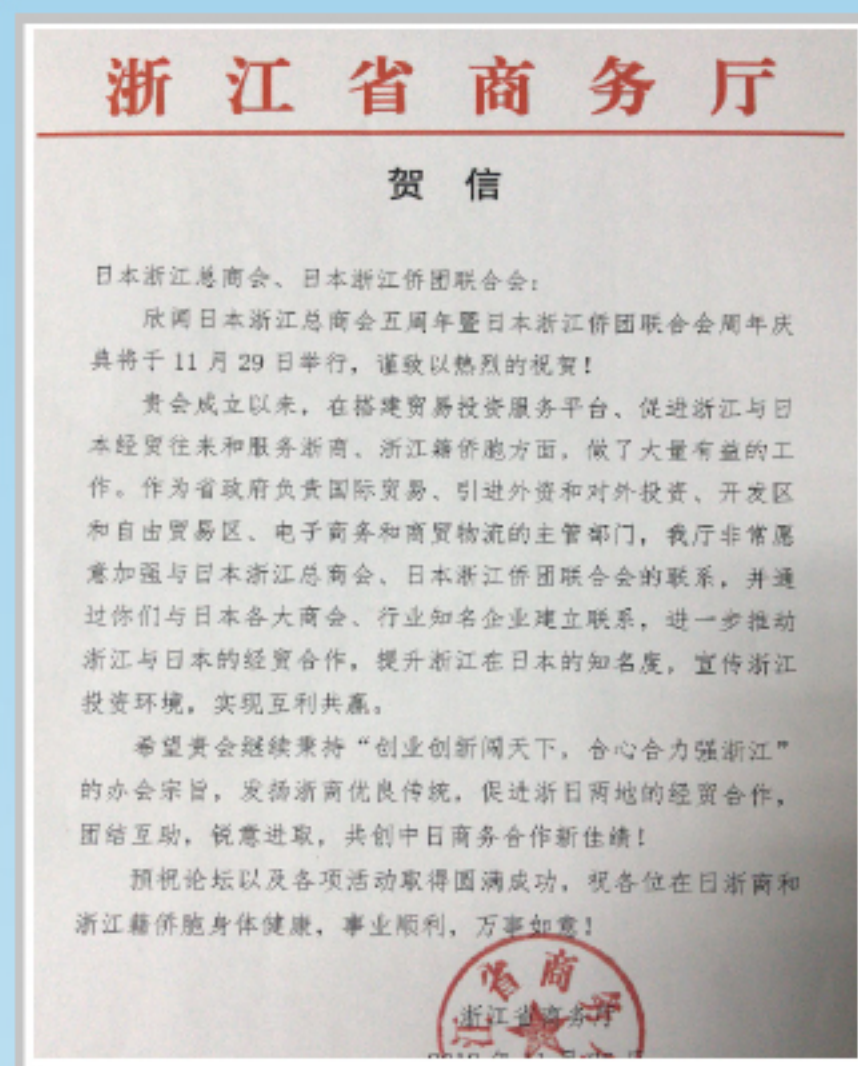 浙江省商务厅
贺信
日本浙江总商会、日本浙江侨团联合会：
欣闻日本浙江总商会五周年暨日本浙江侨团联合会周年庆
典将于11月29日举行，谨致以热烈的祝贺！
贵会成立以来，在搭建贸易投资服务平台、促进浙江与日
本经贸往来和服务浙商、浙江籍侨胞方面，做了大量有益的工
作。作为省政府负责国际贸易、引进外资和对外投资、开发区
和自由贸易区、电子商务和商贸物流的主管部门，我厅非常愿
意加强与日本浙江总商会、日本浙江侨团联合会的联系，并通
过你们与日本各大商会、行业知名企业建立联系，进一步推动
浙江与日本的经贸合作，提升浙江在日本的知名度，宣传浙江
投资环境，实现互利共赢。
希望贵会继续秉持“创业创新闯天下，合心合力强浙江”
的办会宗旨，发扬浙商优良传统，促进浙日两地的经贸合作，
团结互助，锐意进取，共创中日商务合作新佳绩！
预祝论坛以及各项活动取得圆满成功，祝各位在日浙商和
浙江籍侨胞身体健康，事业顺利，万事如意！
江省商务
浙江省商务厅